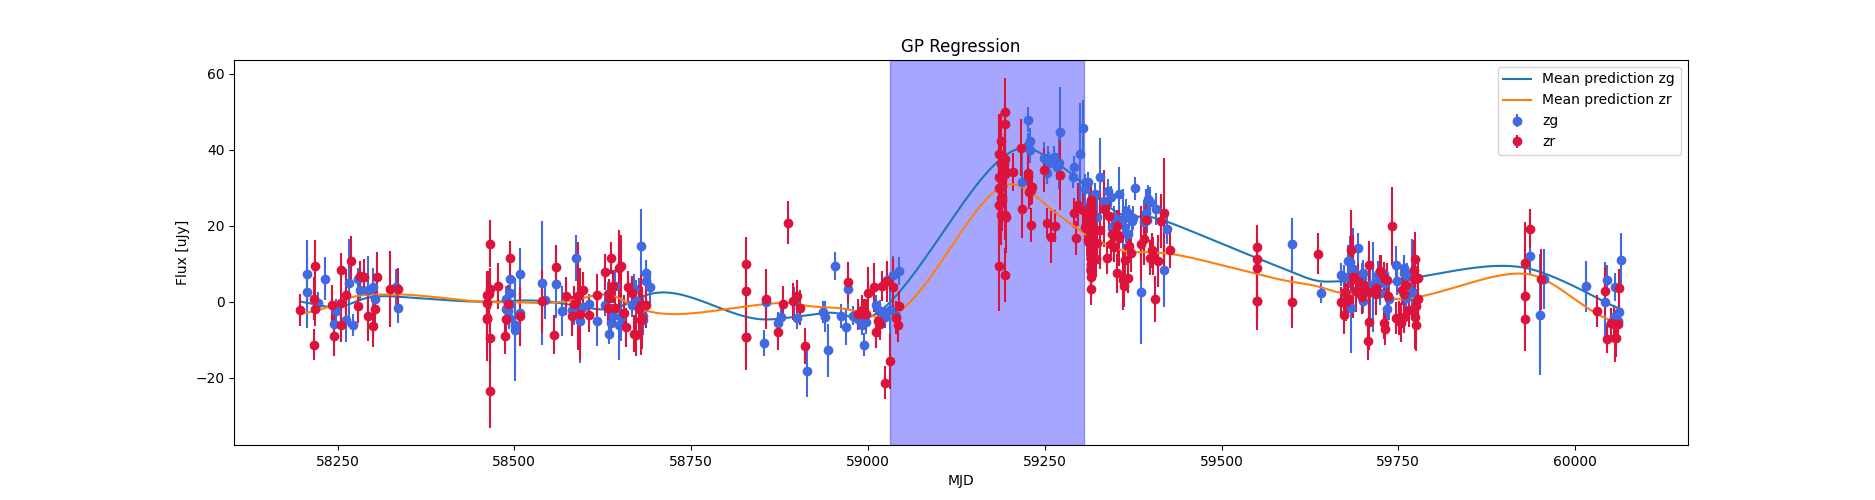 GP Regression
Flux [uJy]
60
40
20
0
−20
Mean prediction zg
Mean prediction zr
zg
zr
58250
58500
58750
59000
59250
59500
59750
60000
MJD